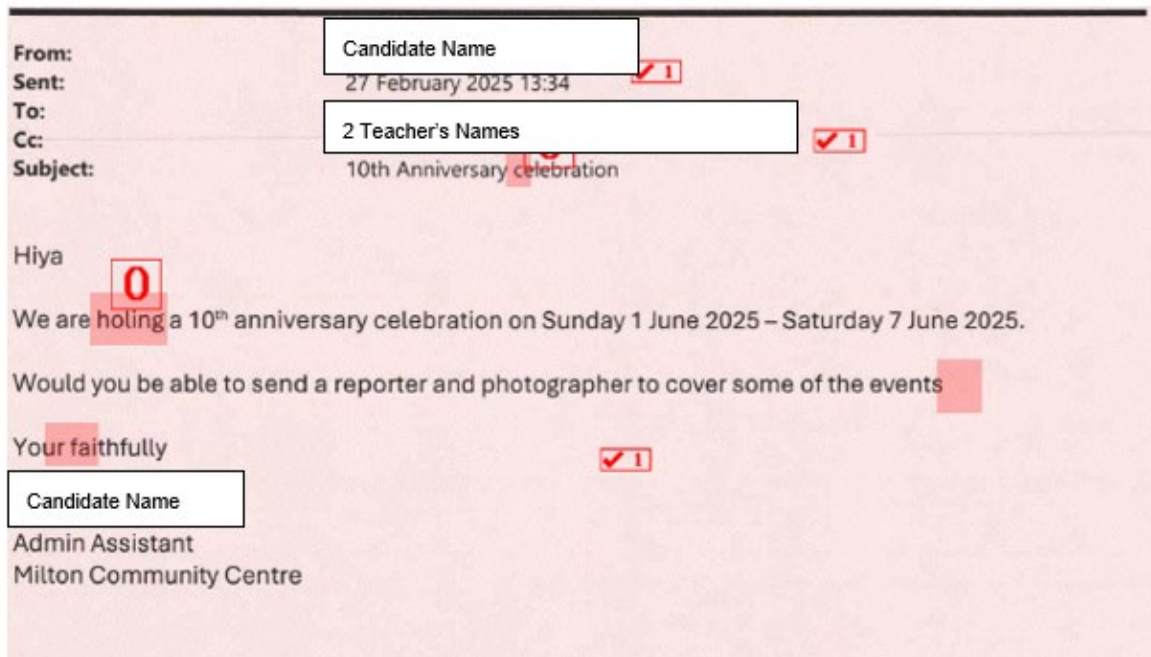 From: Candidate Name
Sent: 27 February 2025 13:34 ✓ 1
To:
Cc: 2 Teacher's Names ✓ 1
Subject: 10th Anniversary celebration
Hiya
0
We are holing a 10th anniversary celebration on Sunday 1 June 2025 – Saturday 7 June 2025.
Would you be able to send a reporter and photographer to cover some of the events
Your faithfully ✓ 1
Candidate Name
Admin Assistant
Milton Community Centre